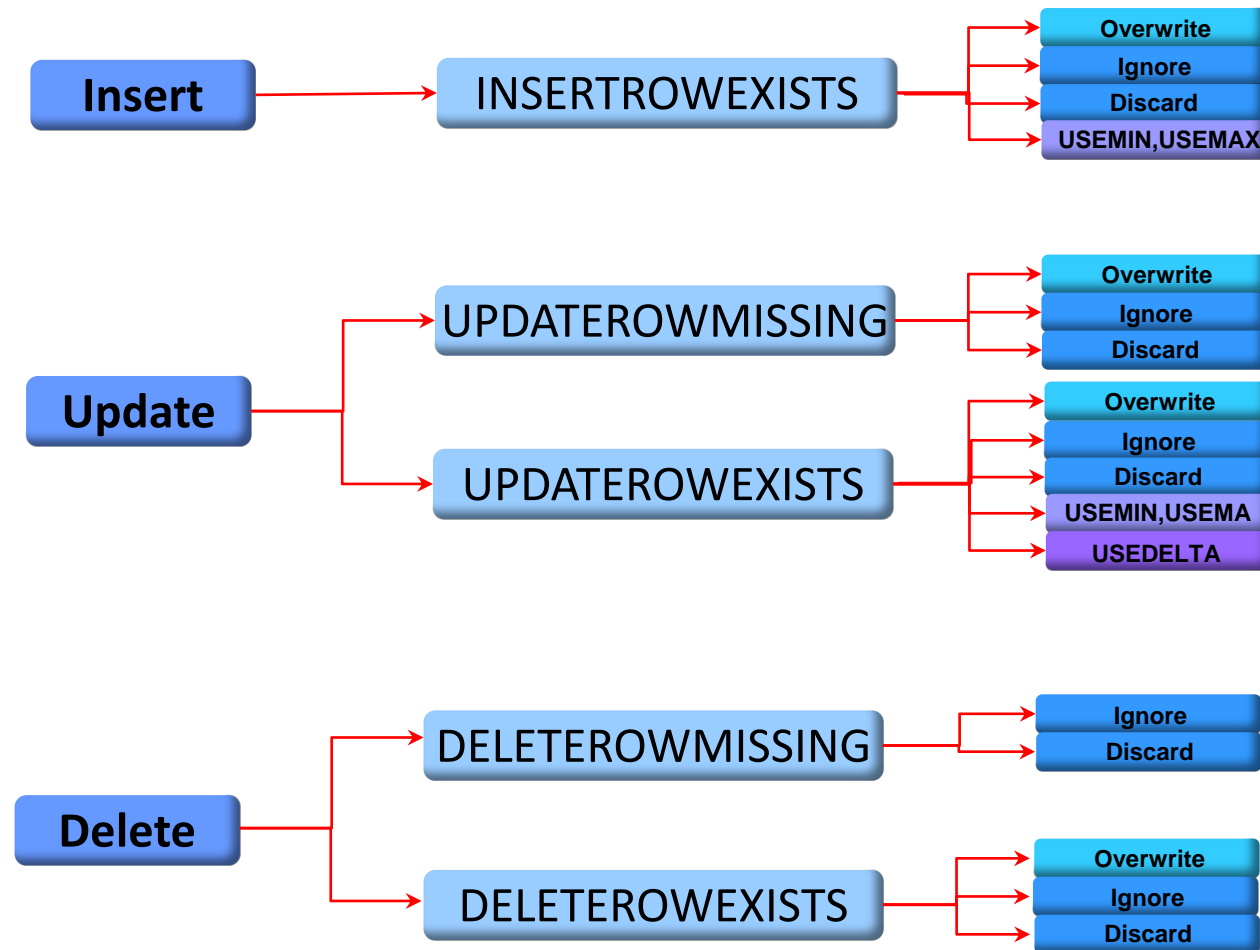 Insert
INSERTROWEXISTS
Overwrite
Ignore
Discard
USEMIN,USEMAX
Update
UPDATEROWMISSING
Overwrite
Ignore
Discard
UPDATEROWEXISTS
Overwrite
Ignore
Discard
USEMIN,USEMA
USEDELTA
Delete
DELETEROWMISSING
Ignore
Discard
DELETEROWEXISTS
Overwrite
Ignore
Discard